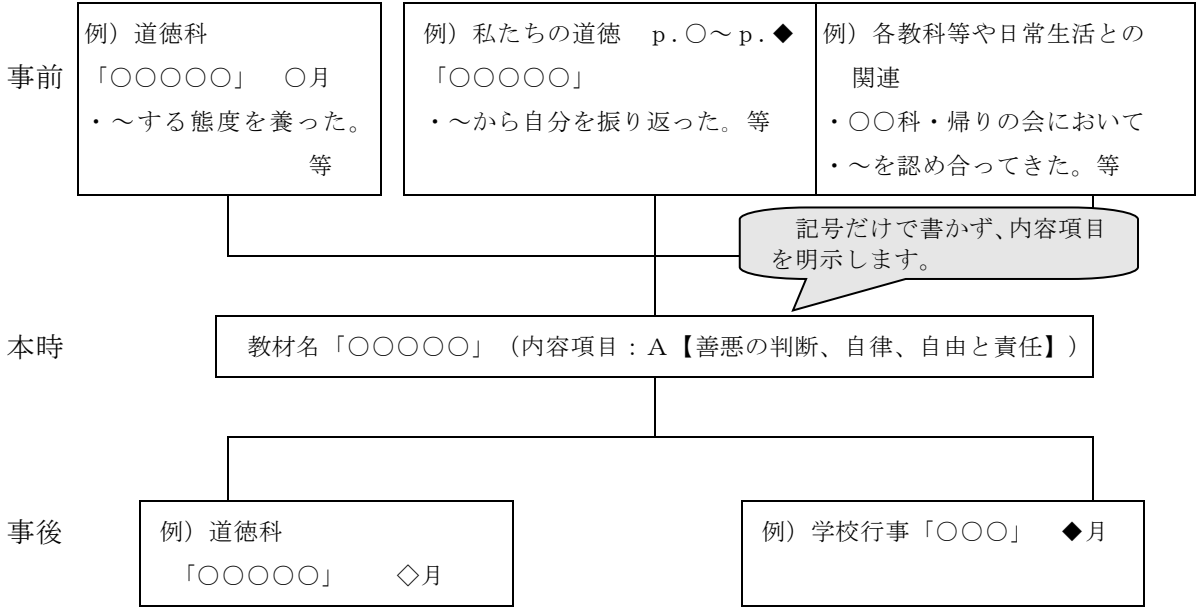 事前
例）道徳科
「○○○○○」　○月
・～する態度を養った。
等
例）私たちの道徳　ｐ.○～ｐ.◆
「○○○○○」
・～から自分を振り返った。等
例）各教科等や日常生活との
関連
・○○科・帰りの会において
・～を認め合ってきた。等
記号だけで書かず、内容項目
を明示します。
本時
教材名「○○○○○」（内容項目：Ａ【善悪の判断、自律、自由と責任】）
事後
例）道徳科
「○○○○○」　◇月
例）学校行事「○○○」　◆月